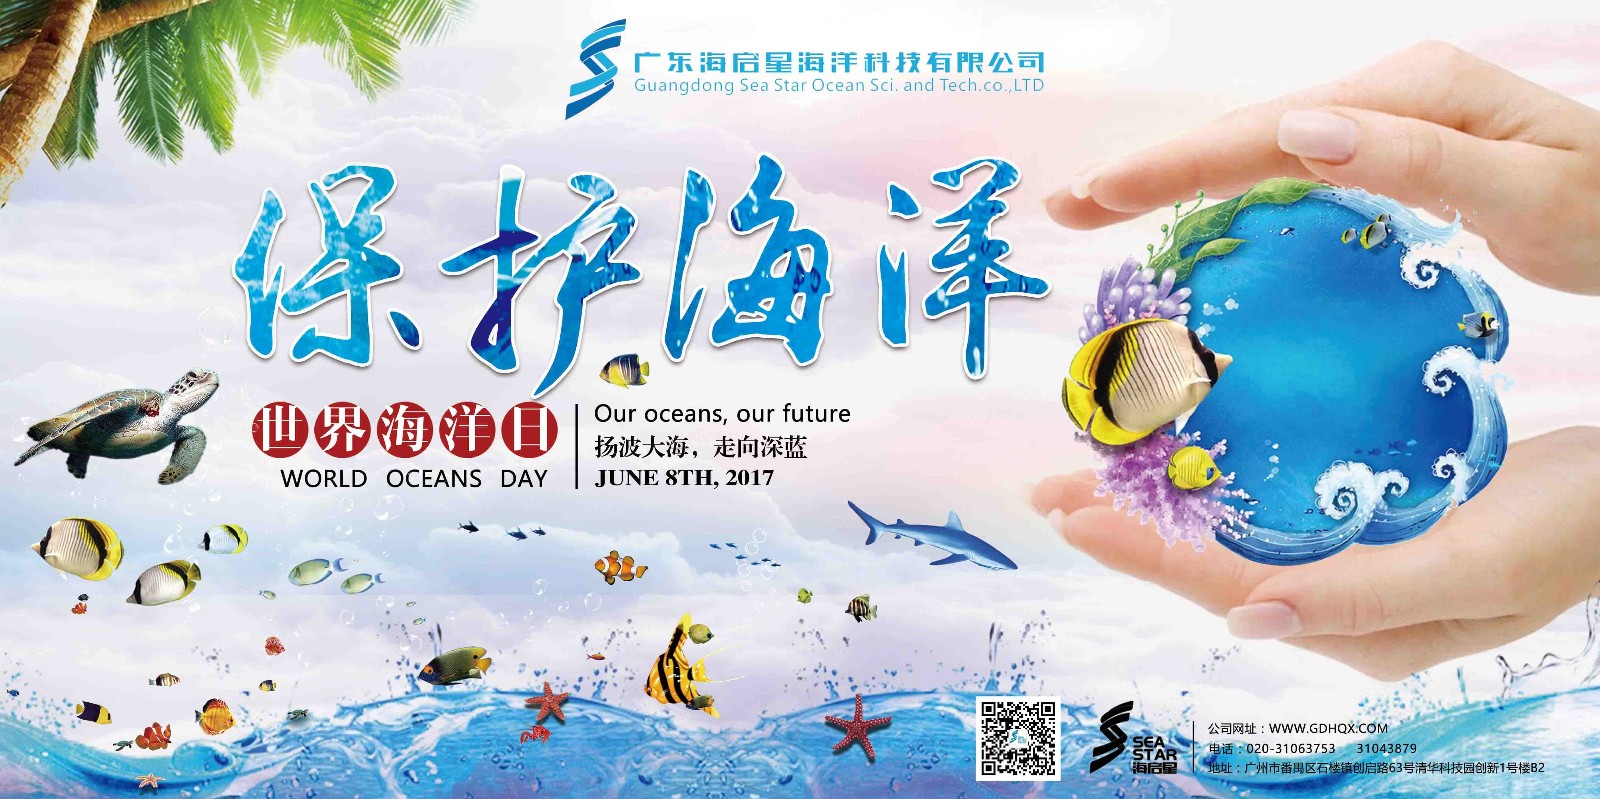 广东海启星海洋科技有限公司
Guangdong Sea Star Ocean Sci. and Tech.co.,LTD
保护海洋
世界海洋日
WORLD OCEANS DAY
Our oceans, our future
扬波大海，走向深蓝
JUNE 8TH, 2017
SEA
STAR
海启星
公司网址：WWW.GDHQX.COM
电话：020-31063753 31043879
地址：广州市番禺区石楼镇创启路63号清华科技园创新1号楼B2